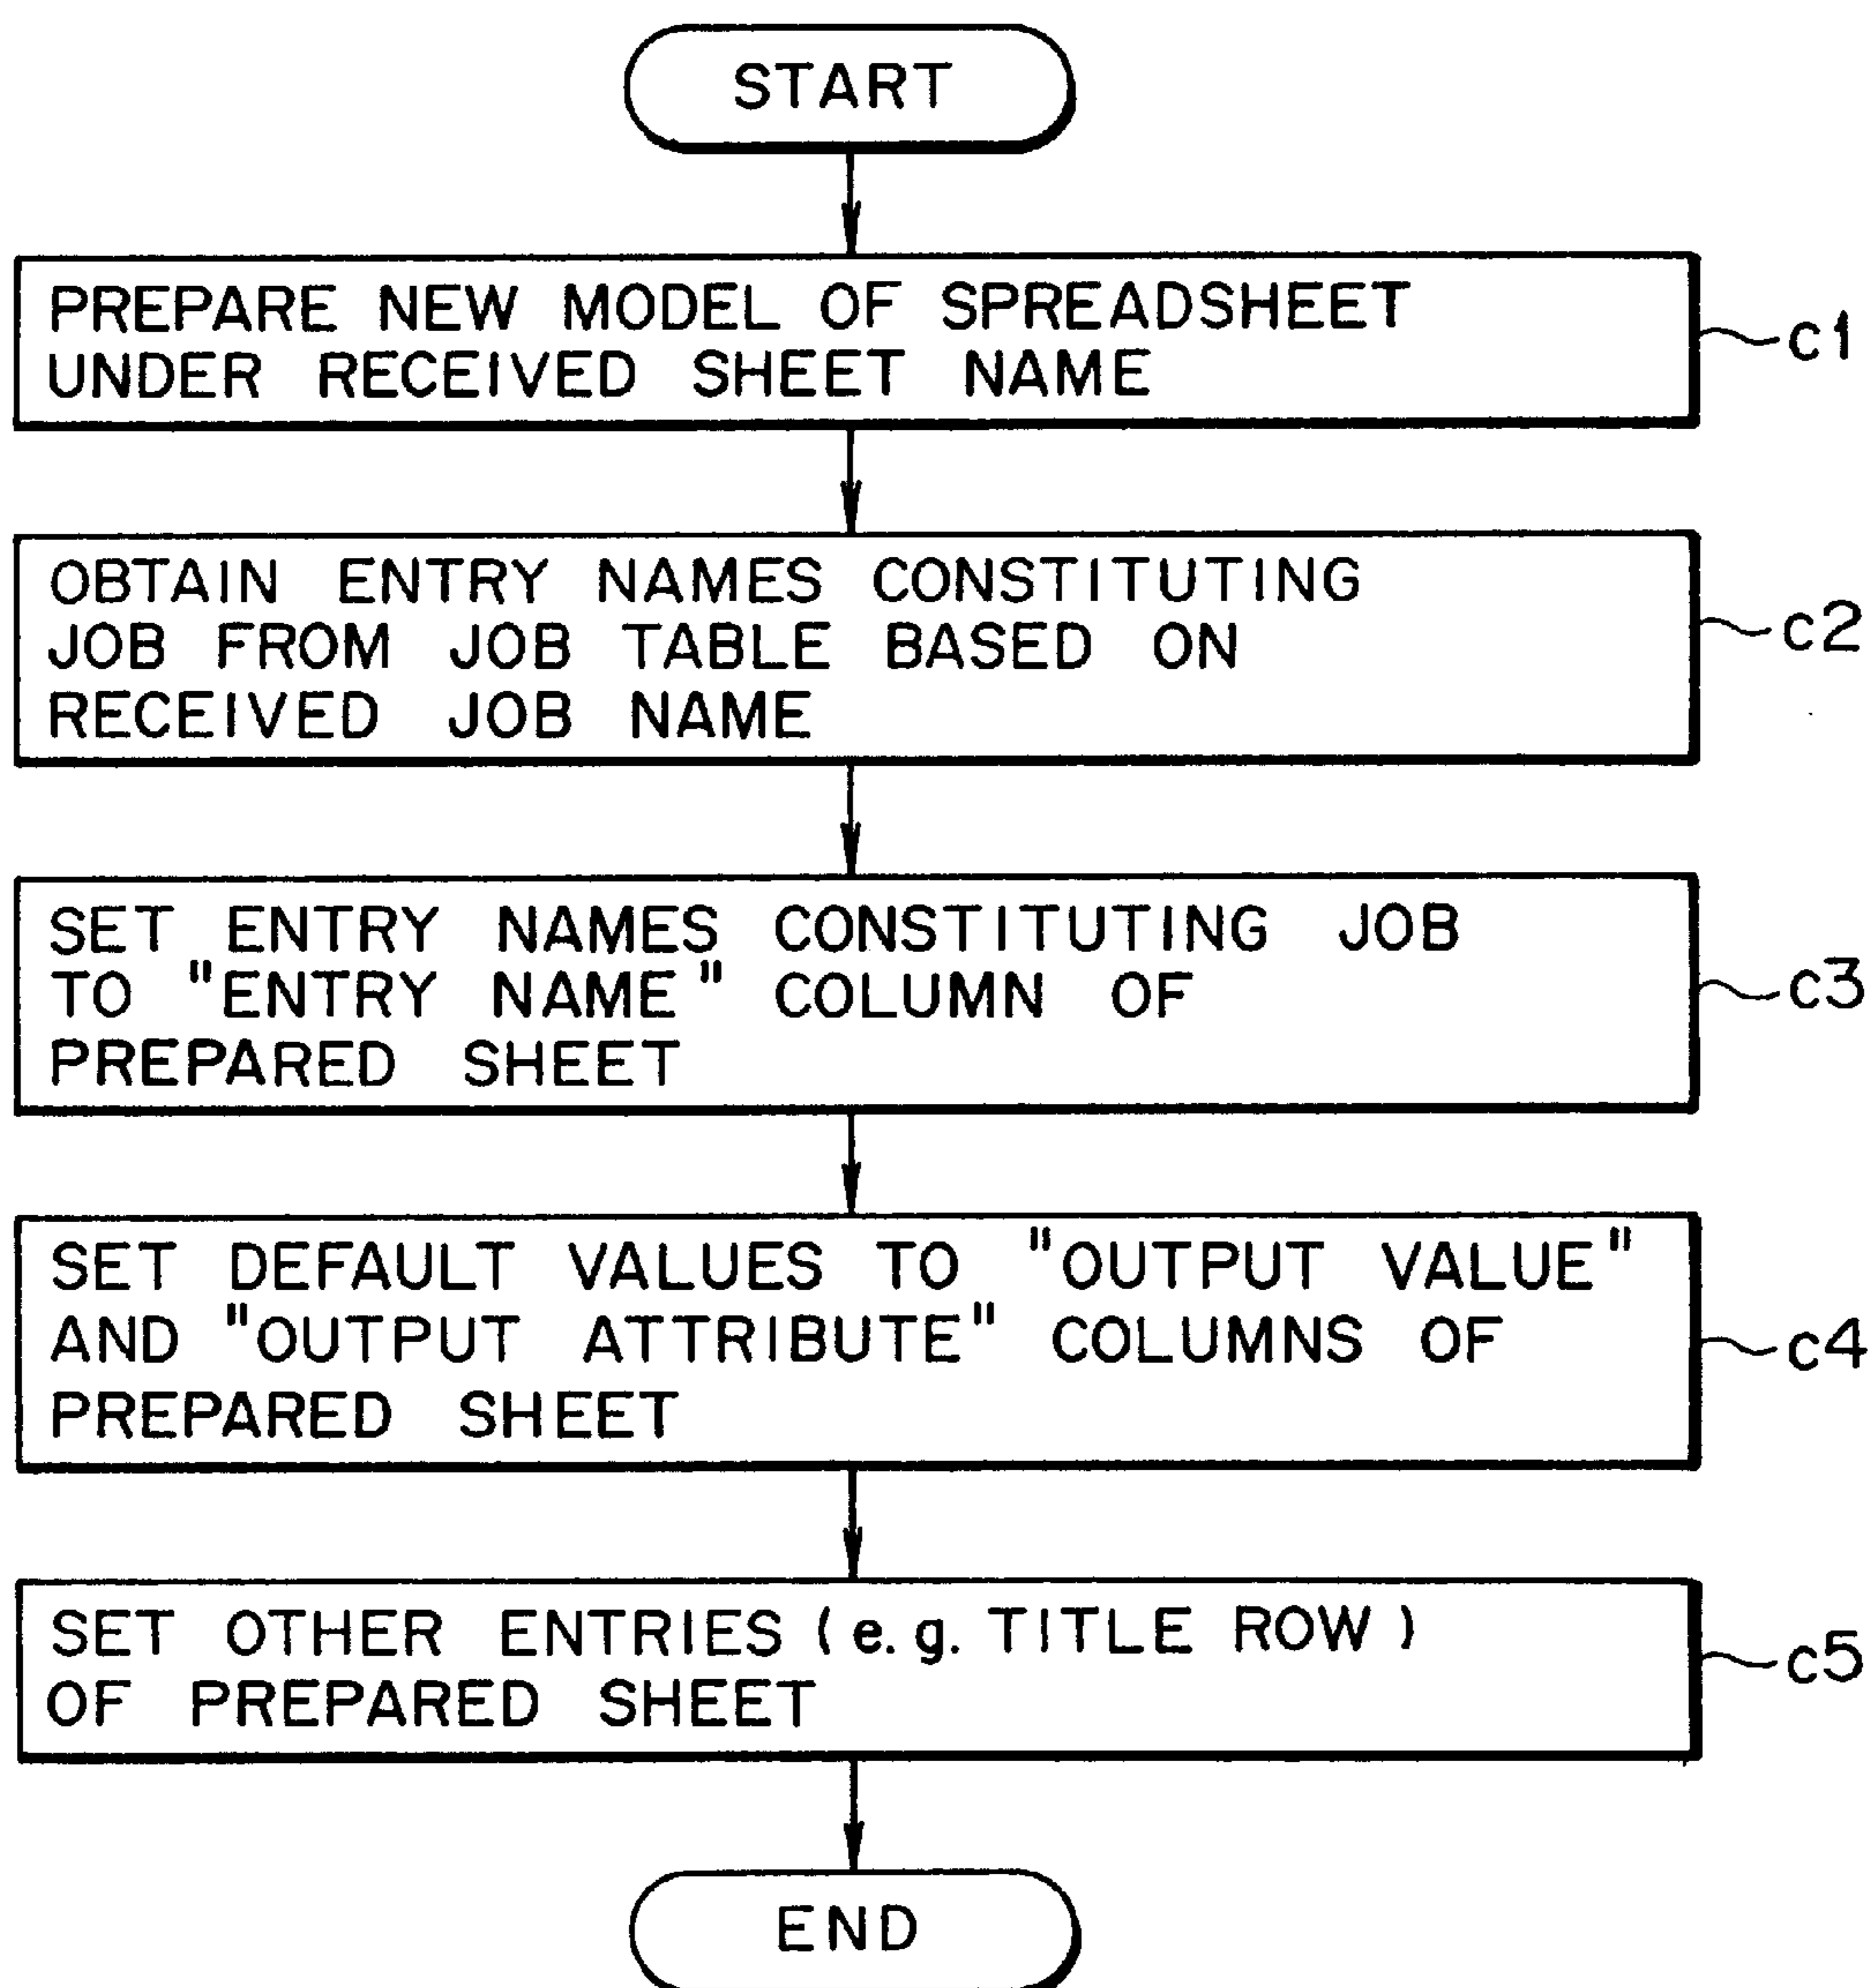 START
PREPARE NEW MODEL OF SPREADSHEET
UNDER RECEIVED SHEET NAME
c1
OBTAIN ENTRY NAMES CONSTITUTING
JOB FROM JOB TABLE BASED ON
RECEIVED JOB NAME
c2
SET ENTRY NAMES CONSTITUTING JOB
TO "ENTRY NAME" COLUMN OF
PREPARED SHEET
c3
SET DEFAULT VALUES TO "OUTPUT VALUE"
AND "OUTPUT ATTRIBUTE" COLUMNS OF
PREPARED SHEET
c4
SET OTHER ENTRIES (e.g. TITLE ROW)
OF PREPARED SHEET
c5
END